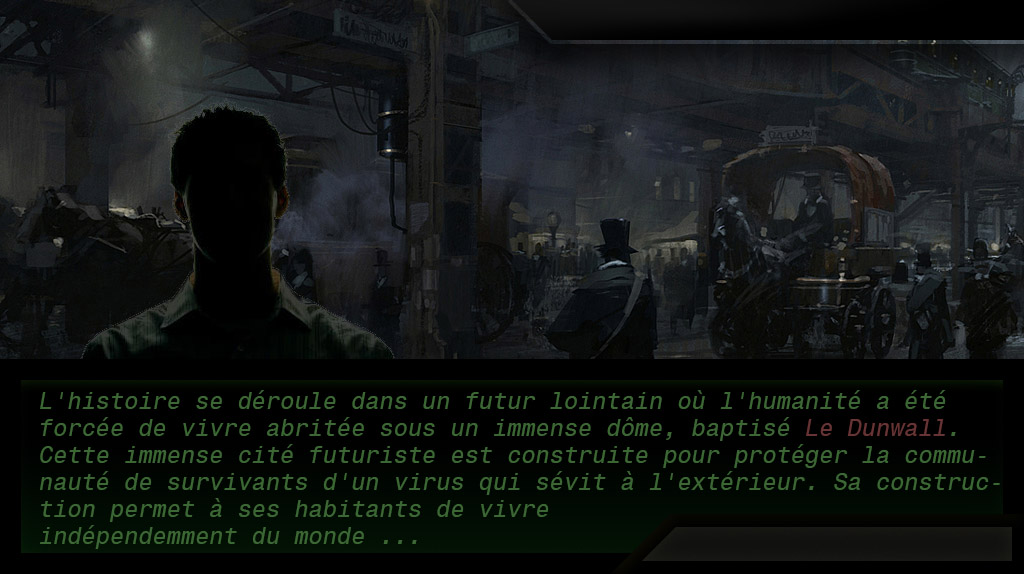 L'histoire se déroule dans un futur lointain où l'humanité a été
forcée de vivre abritée sous un immense dôme, baptisé Le Dunwall.
Cette immense cité futuriste est construite pour protéger la commu-
nauté de survivants d'un virus qui sévit à l'extérieur. Sa construc-
tion permet à ses habitants de vivre
indépendemment du monde ...